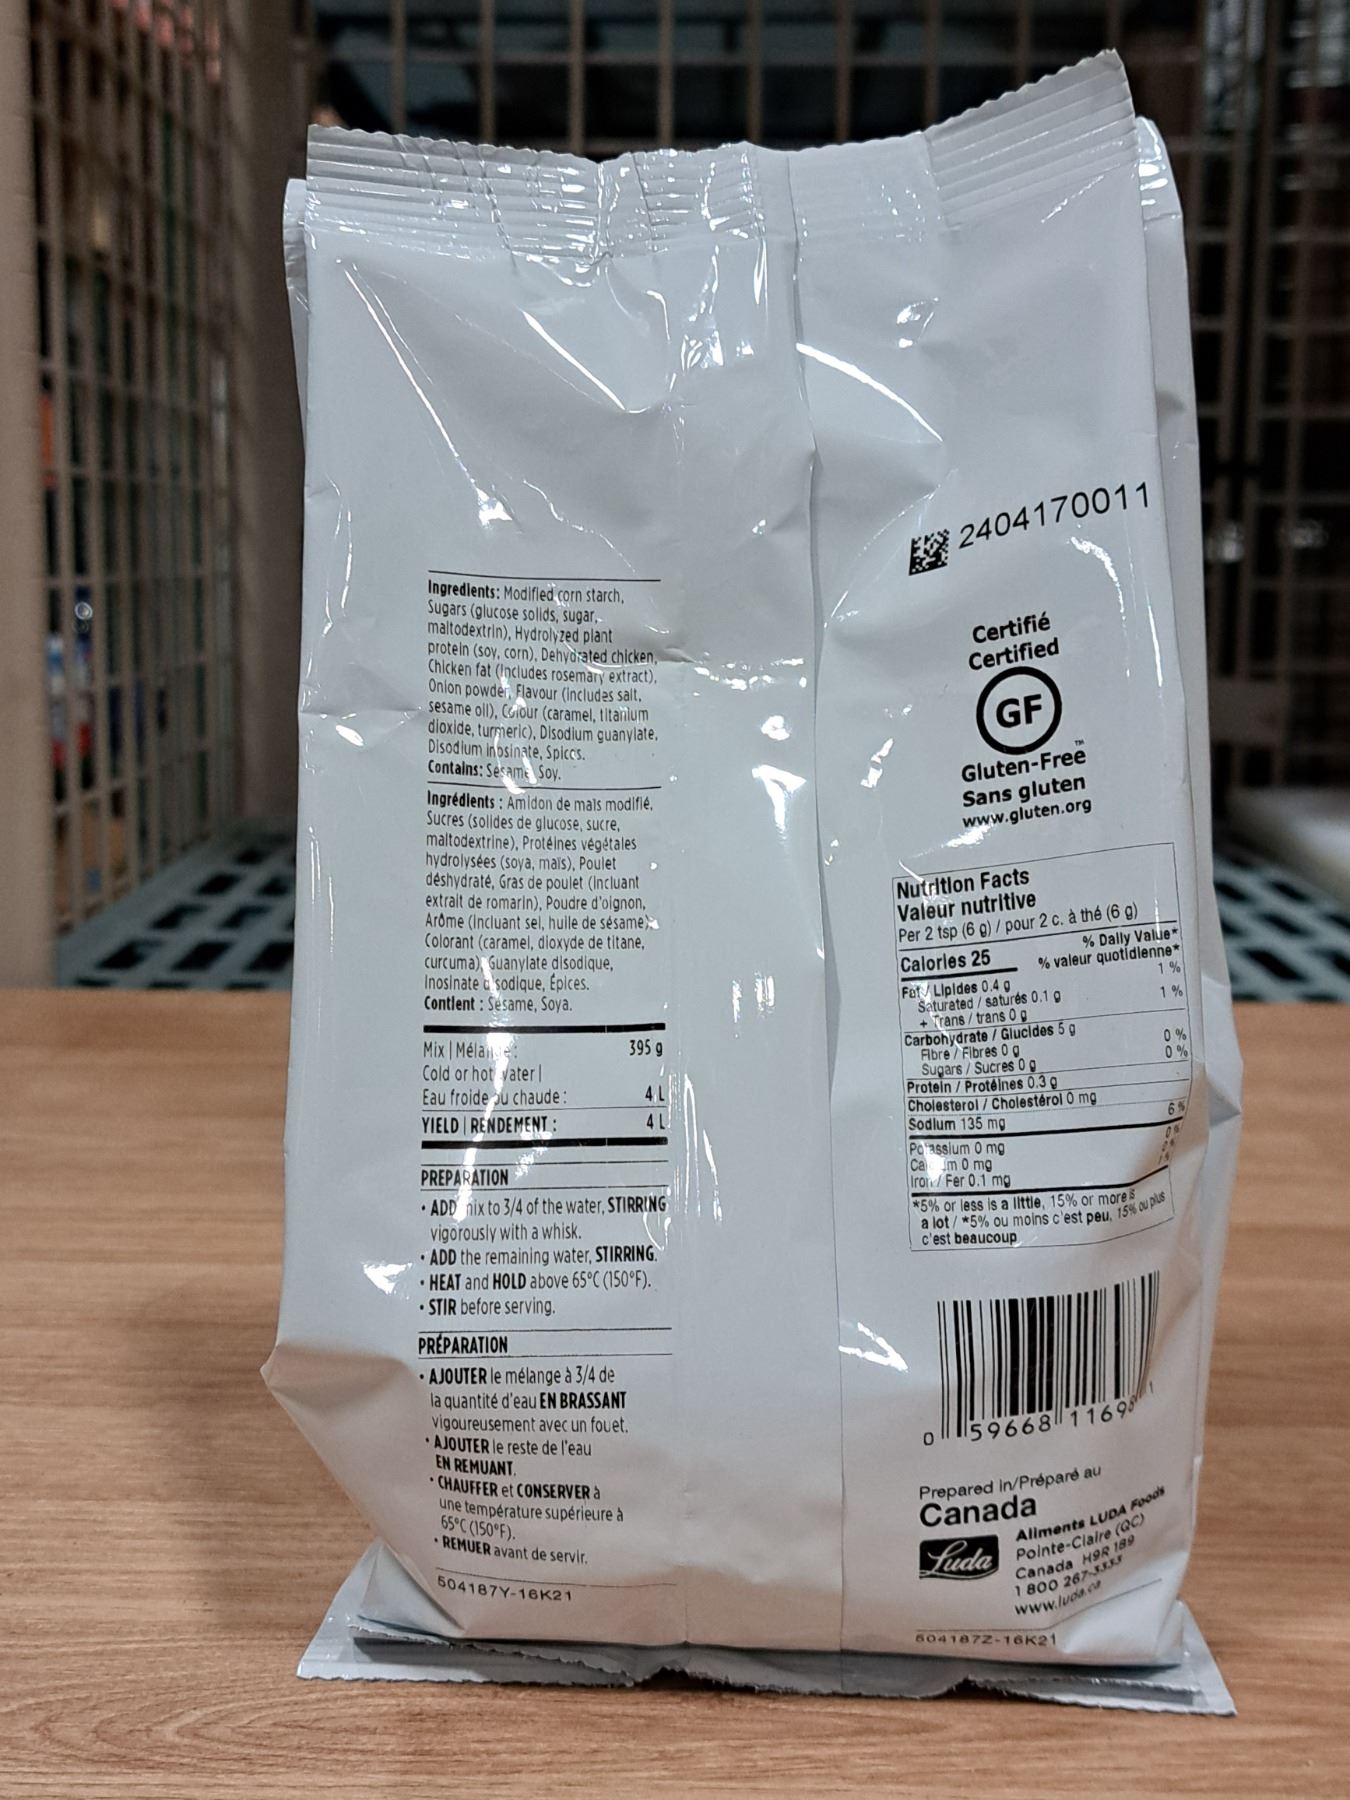 Ingredients: Modified corn starch,
Sugars (glucose solids, sugar,
maltodextrin), Hydrolyzed plant
protein (soy, corn), Dehydrated chicken,
Chicken fat (includes rosemary extract),
Onion powder, Flavour (includes salt,
sesame oil), Colour (caramel, titanium
dioxide, turmeric), Disodium guanylate,
Disodium inosinate, Spices.
Contains: Sesame, Soy.
Ingrédients : Amidon de maïs modifié,
Sucres (solides de glucose, sucre,
maltodextrine), Protéines végétales
hydrolysées (soya, maïs), Poulet
déshydraté, Gras de poulet (incluant
extrait de romarin), Poudre d'oignon,
Arôme (incluant sel, huile de sésame),
Colorant (caramel, dioxyde de titane,
curcuma), Guanylate disodique,
Inosinate disodique, Épices.
Contient : Sésame, Soya.
Mix | Mélange : 395 g
Cold or hot water |
Eau froide ou chaude : 4 L
YIELD | RENDEMENT : 4 L
PREPARATION
• ADD mix to 3/4 of the water, STIRRING
vigorously with a whisk.
• ADD the remaining water, STIRRING.
• HEAT and HOLD above 65°C (150°F).
• STIR before serving.
PRÉPARATION
• AJOUTER le mélange à 3/4 de
la quantité d'eau EN BRASSANT
vigoureusement avec un fouet.
• AJOUTER le reste de l'eau
EN REMUANT.
• CHAUFFER et CONSERVER à
une température supérieure à
65°C (150°F).
• REMUER avant de servir.
504187Y-16K21
2404170011
Certifié
Certified
GF
TM
Gluten-Free
Sans gluten
www.gluten.org
Nutrition Facts
Valeur nutritive
Per 2 tsp (6 g) / pour 2 c. à thé (6 g)
Calories 25
% Daily Value*
% valeur quotidienne*
Fat / Lipides 0.4 g 1 %
Saturated / saturés 0.1 g 1 %
+ Trans / trans 0 g
Carbohydrate / Glucides 5 g
Fibre / Fibres 0 g 0 %
Sugars / Sucres 0 g 0 %
Protein / Protéines 0.3 g
Cholesterol / Cholestérol 0 mg
Sodium 135 mg 6 %
Potassium 0 mg 0 %
Calcium 0 mg 0 %
Iron / Fer 0.1 mg 1 %
*5% or less is a little, 15% or more is
a lot / *5% ou moins c'est peu, 15% ou plus
c'est beaucoup
0 59668 11698 1
Prepared in/Préparé au
Canada
Luda
Aliments LUDA Foods
Pointe-Claire (QC)
Canada H9R 1B9
1 800 267-3333
www.luda.ca
504187Z-16K21